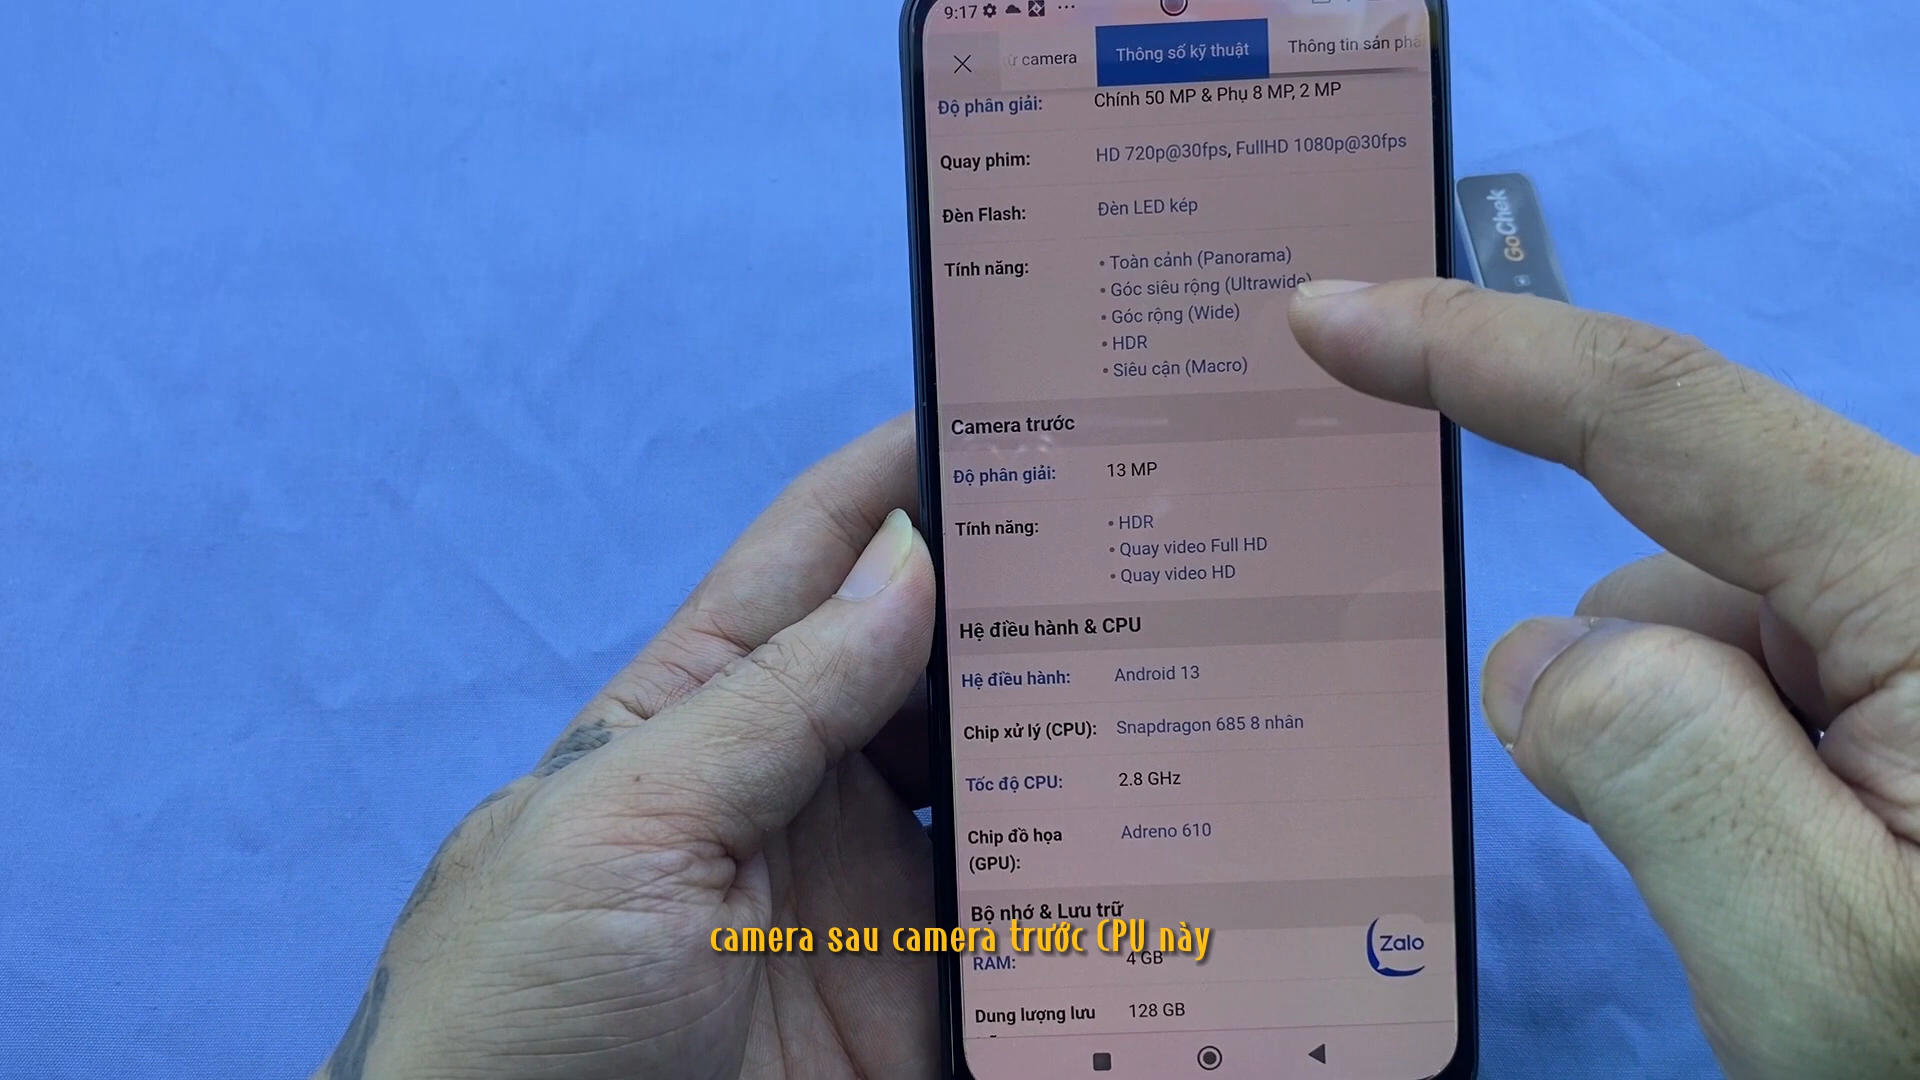 9:17
camera
Thông số kỹ thuật
Thông tin sản phẩ
Độ phân giải: Chính 50 MP & Phụ 8 MP, 2 MP
Quay phim: HD 720p@30fps, FullHD 1080p@30fps
Đèn Flash: Đèn LED kép
Tính năng: • Toàn cảnh (Panorama)
• Góc siêu rộng (Ultrawide)
• Góc rộng (Wide)
• HDR
• Siêu cận (Macro)
Camera trước
Độ phân giải: 13 MP
Tính năng: • HDR
• Quay video Full HD
• Quay video HD
Hệ điều hành & CPU
Hệ điều hành: Android 13
Chip xử lý (CPU): Snapdragon 685 8 nhân
Tốc độ CPU: 2.8 GHz
Chip đồ họa (GPU): Adreno 610
Bộ nhớ & Lưu trữ
camera sau camera trước CPU này
RAM: 4 GB
Zalo
Dung lượng lưu 128 GB
GoChek